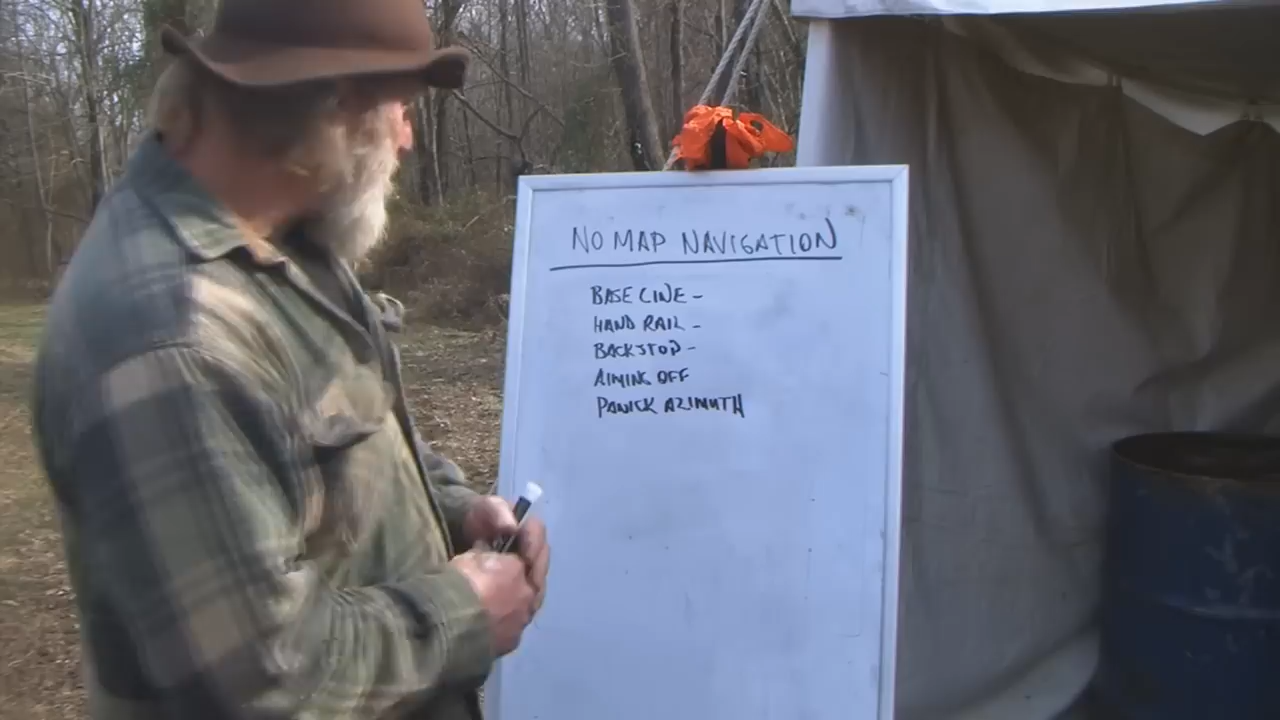 NO MAP NAVIGATION
BASE LINE -
HAND RAIL -
BACKSTOP -
AIMING OFF
PANICK AZIMUTH